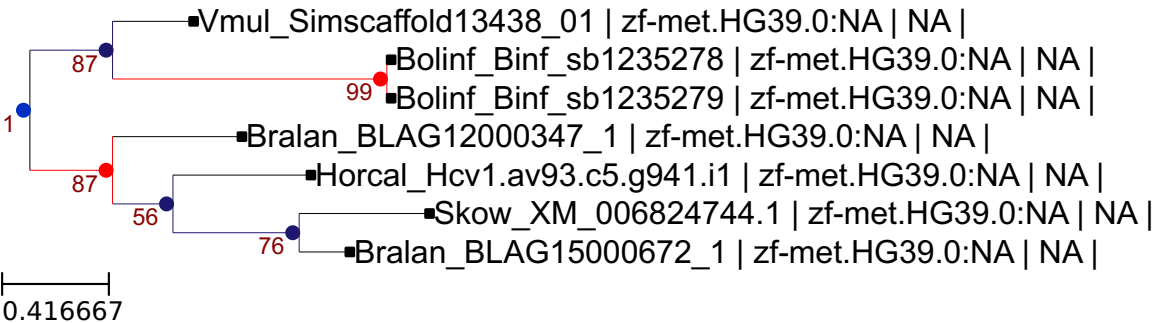 Vmul_Simscaffold13438_01 | zf-met.HG39.0:NA | NA |
87
Bolinf_Binf_sb1235278 | zf-met.HG39.0:NA | NA |
99
Bolinf_Binf_sb1235279 | zf-met.HG39.0:NA | NA |
1
Bralan_BLAG12000347_1 | zf-met.HG39.0:NA | NA |
87
Horcal_Hcv1.av93.c5.g941.i1 | zf-met.HG39.0:NA | NA |
56
Skow_XM_006824744.1 | zf-met.HG39.0:NA | NA |
76
Bralan_BLAG15000672_1 | zf-met.HG39.0:NA | NA |
0.416667